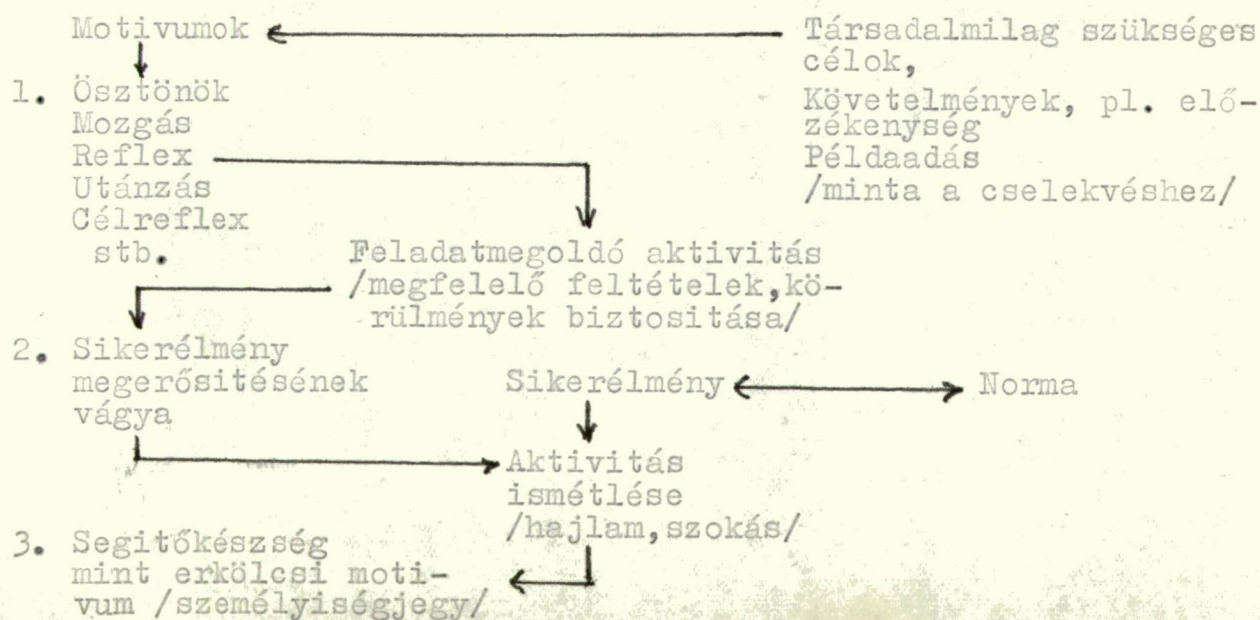 Motivumok
Társadalmilag szükséges
célok,
Követelmények, pl. elő-
zékenység
Példaadás
/minta a cselekvéshez/
1. Ösztönök
Mozgás
Reflex
Utánzás
Célreflex
stb.
Feladatmegoldó aktivitás
/megfelelő feltételek,kö-
rülmények biztositása/
2. Sikerélmény
megerősitésének
vágya
Sikerélmény
Norma
Aktivitás
ismétlése
/hajlam,szokás/
3. Segitőkészség
mint erkölcsi moti-
vum /személyiségjegy/